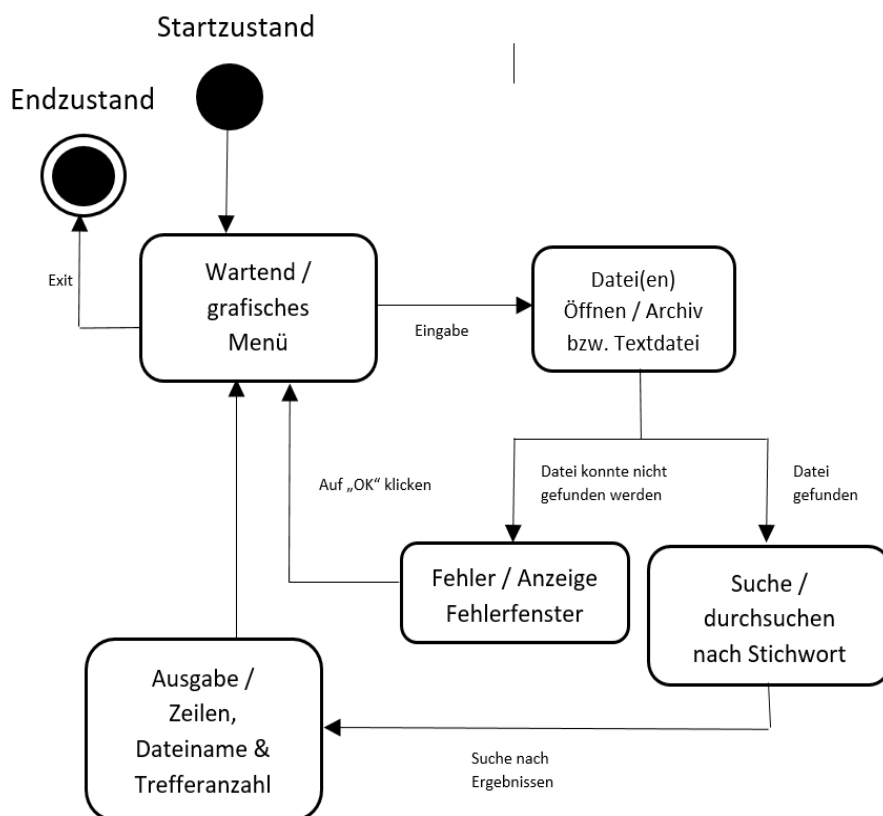 Startzustand
Endzustand
Exit
Wartend /
grafisches
Menü
Eingabe
Datei(en)
Öffnen / Archiv
bzw. Textdatei
Auf „OK“ klicken
Datei konnte nicht
gefunden werden
Datei
gefunden
Fehler / Anzeige
Fehlerfenster
Suche /
durchsuchen
nach Stichwort
Ausgabe /
Zeilen,
Dateiname &
Trefferanzahl
Suche nach
Ergebnissen